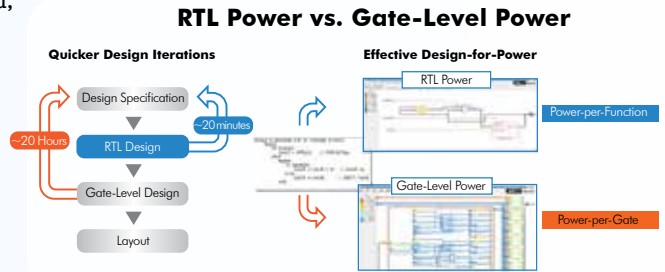 RTL Power vs. Gate-Level Power
Quicker Design Iterations
Effective Design-for-Power
Design Specification
~20 Hours
RTL Design
~20 minutes
Gate-Level Design
Layout
RTL Power
Power-per-Function
Gate-Level Power
Power-per-Gate